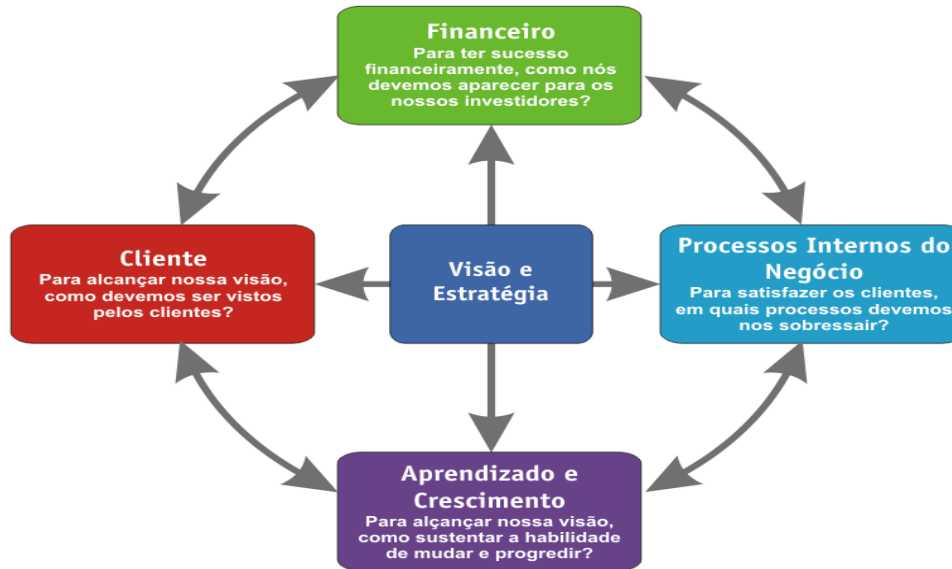 Financeiro
Para ter sucesso
financeiramente, como nós
devemos aparecer para os
nossos investidores?
Cliente
Para alcançar nossa visão,
como devemos ser vistos
pelos clientes?
Visão e
Estratégia
Processos Internos do
Negócio
Para satisfazer os clientes,
em quais processos devemos
nos sobressair?
Aprendizado e
Crescimento
Para alçançar nossa visão,
como sustentar a habilidade
de mudar e progredir?